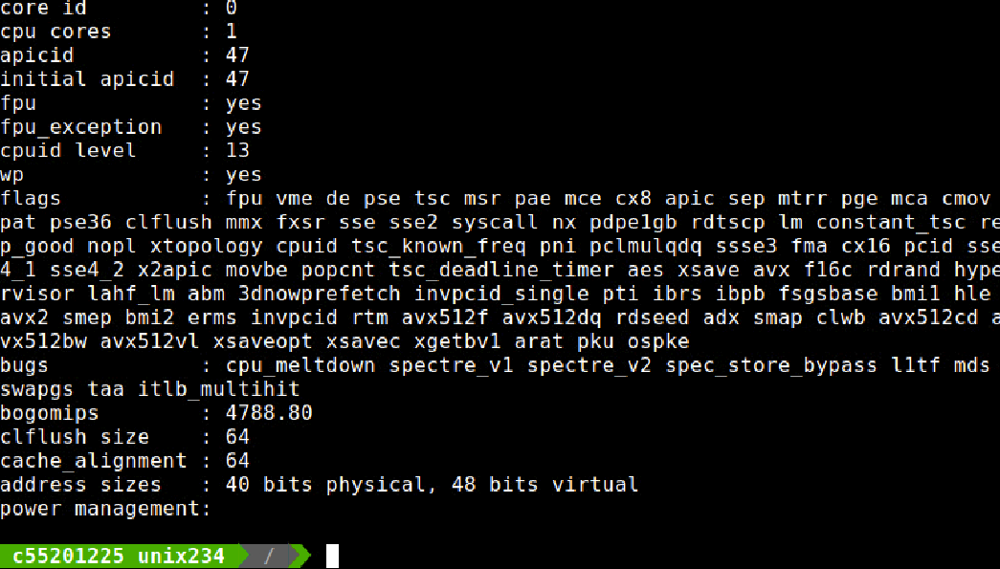 core id         : 0
cpu cores       : 1
apicid          : 47
initial apicid  : 47
fpu             : yes
fpu_exception   : yes
cpuid level     : 13
wp              : yes
flags           : fpu vme de pse tsc msr pae mce cx8 apic sep mtrr pge mca cmov
pat pse36 clflush mmx fxsr sse sse2 syscall nx pdpe1gb rdtscp lm constant_tsc re
p_good nopl xtopology cpuid tsc_known_freq pni pclmulqdq ssse3 fma cx16 pcid sse
4_1 sse4_2 x2apic movbe popcnt tsc_deadline_timer aes xsave avx f16c rdrand hype
rvisor lahf_lm abm 3dnowprefetch invpcid_single pti ibrs ibpb fsgsbase bmi1 hle
avx2 smep bmi2 erms invpcid rtm avx512f avx512dq rdseed adx smap clwb avx512cd a
vx512bw avx512vl xsaveopt xsavec xgetbv1 arat pku ospke
bugs            : cpu_meltdown spectre_v1 spectre_v2 spec_store_bypass l1tf mds
swapgs taa itlb_multihit
bogomips        : 4788.80
clflush size    : 64
cache_alignment : 64
address sizes   : 40 bits physical, 48 bits virtual
power management:
c55201225 unix234 /